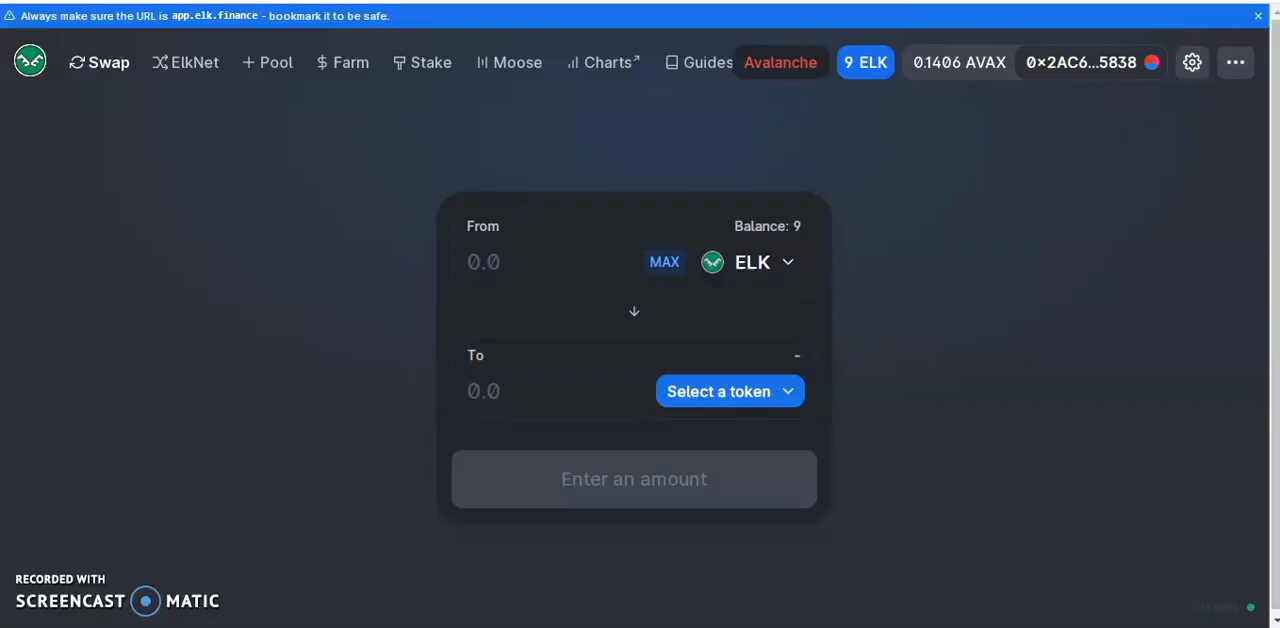 Always make sure the URL is app.elk.finance - bookmark it to be safe.
Swap ElkNet Pool Farm Stake Moose Charts Guides Avalanche 9 ELK 0.1406 AVAX 0×2AC6...5838
From Balance: 9
0.0 MAX ELK
To -
0.0 Select a token
Enter an amount
RECORDED WITH
SCREENCAST MATIC